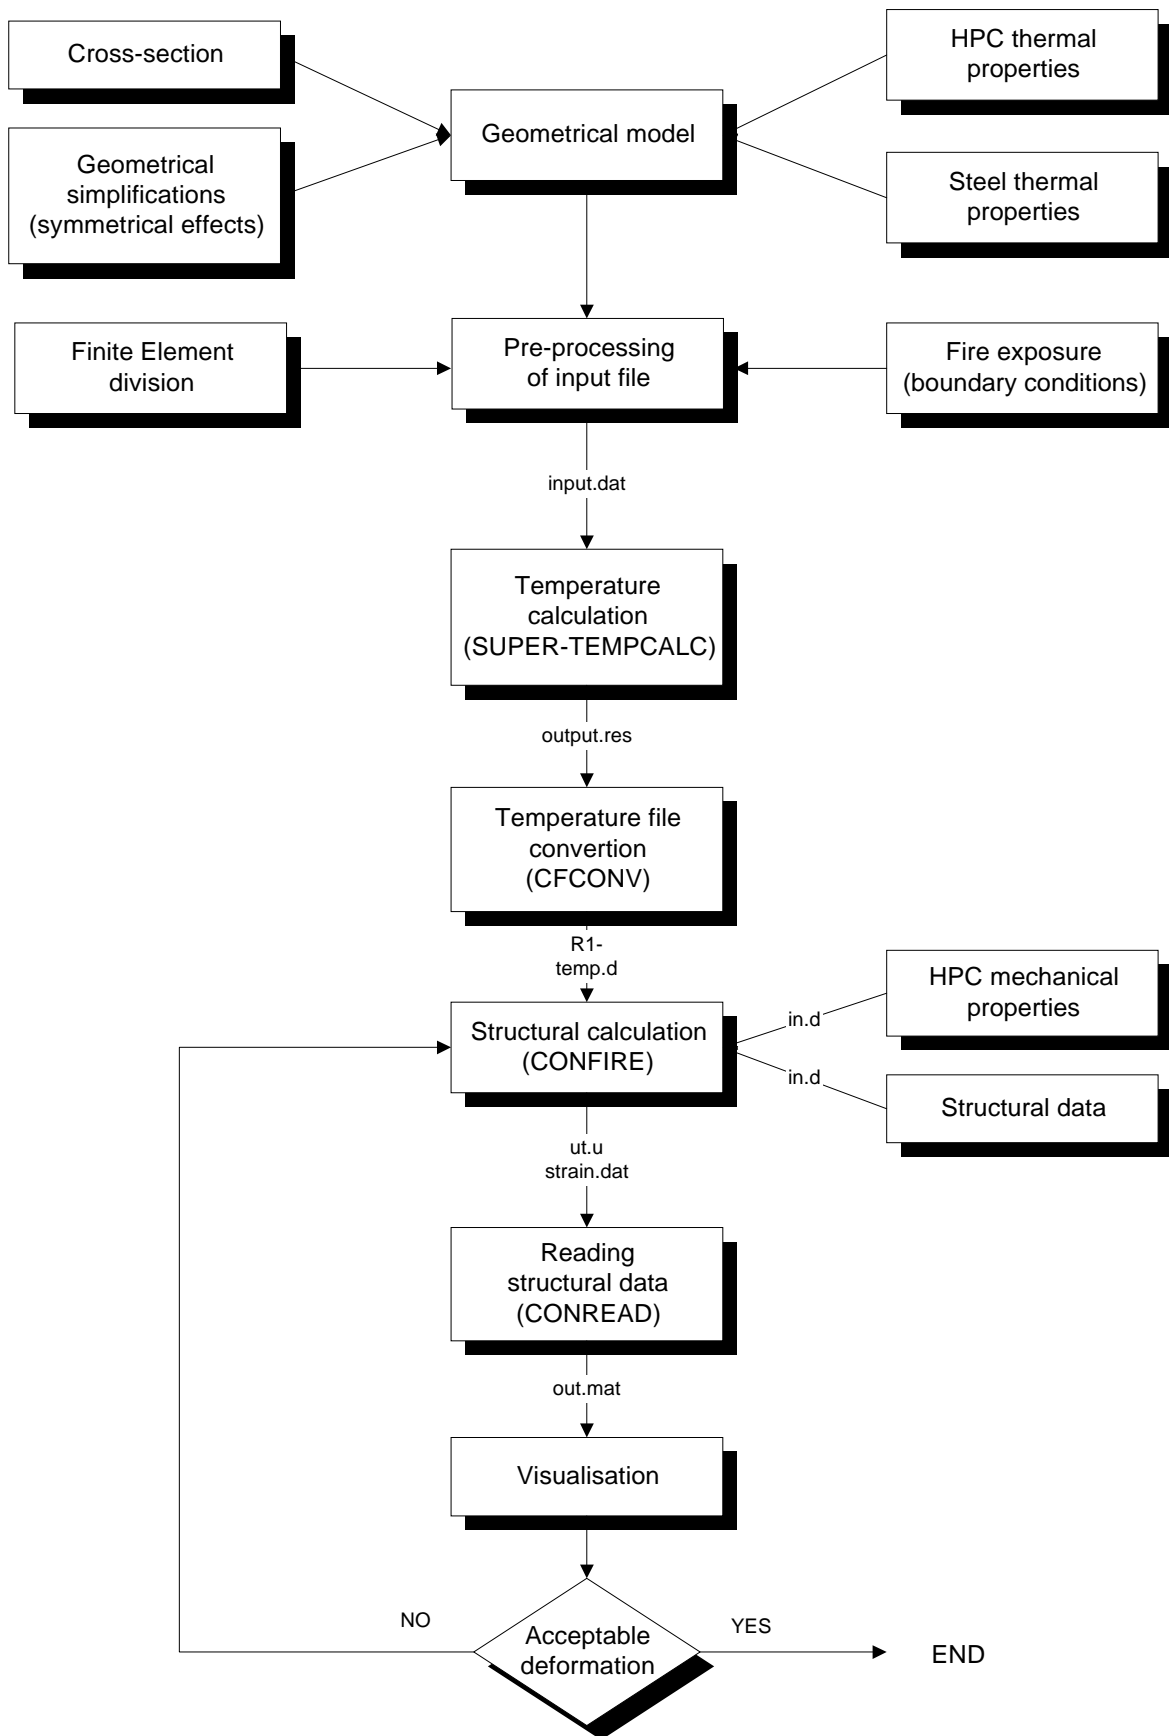 Cross-section
HPC thermal
properties
Geometrical model
Geometrical
simplifications
(symmetrical effects)
Steel thermal
properties
Finite Element
division
Pre-processing
of input file
Fire exposure
(boundary conditions)
input.dat
Temperature
calculation
(SUPER-TEMPCALC)
output.res
Temperature file
convertion
(CFCONV)
R1-
temp.d
HPC mechanical
properties
in.d
Structural calculation
(CONFIRE)
in.d
Structural data
ut.u
strain.dat
Reading
structural data
(CONREAD)
out.mat
Visualisation
NO
Acceptable
deformation
YES
END